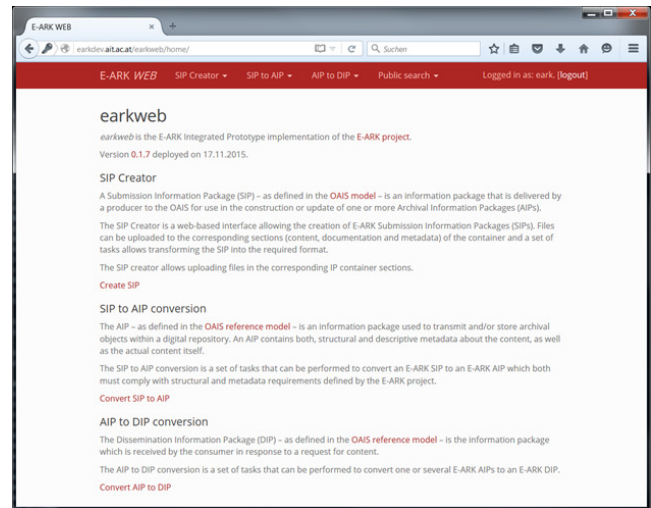 E-ARK WEB
earkdev.ait.ac.at/earkweb/home/
Suchen
E-ARK WEB SIP Creator SIP to AIP AIP to DIP Public search Logged in as: eark. [logout]
earkweb
earkweb is the E-ARK Integrated Prototype implementation of the E-ARK project.
Version 0.1.7 deployed on 17.11.2015.
SIP Creator
A Submission Information Package (SIP) – as defined in the OAIS model – is an information package that is delivered by
a producer to the OAIS for use in the construction or update of one or more Archival Information Packages (AIPs).
The SIP Creator is a web-based interface allowing the creation of E-ARK Submission Information Packages (SIPs). Files
can be uploaded to the corresponding sections (content, documentation and metadata) of the container and a set of
tasks allows transforming the SIP into the required format.
The SIP creator allows uploading files in the corresponding IP container sections.
Create SIP
SIP to AIP conversion
The AIP – as defined in the OAIS reference model – is an information package used to transmit and/or store archival
objects within a digital repository. An AIP contains both, structural and descriptive metadata about the content, as well
as the actual content itself.
The SIP to AIP conversion is a set of tasks that can be performed to convert an E-ARK SIP to an E-ARK AIP which both
must comply with structural and metadata requirements defined by the E-ARK project.
Convert SIP to AIP
AIP to DIP conversion
The Dissemination Information Package (DIP) – as defined in the OAIS reference model – is the information package
which is received by the consumer in response to a request for content.
The AIP to DIP conversion is a set of tasks that can be performed to convert one or several E-ARK AIPs to an E-ARK DIP.
Convert AIP to DIP